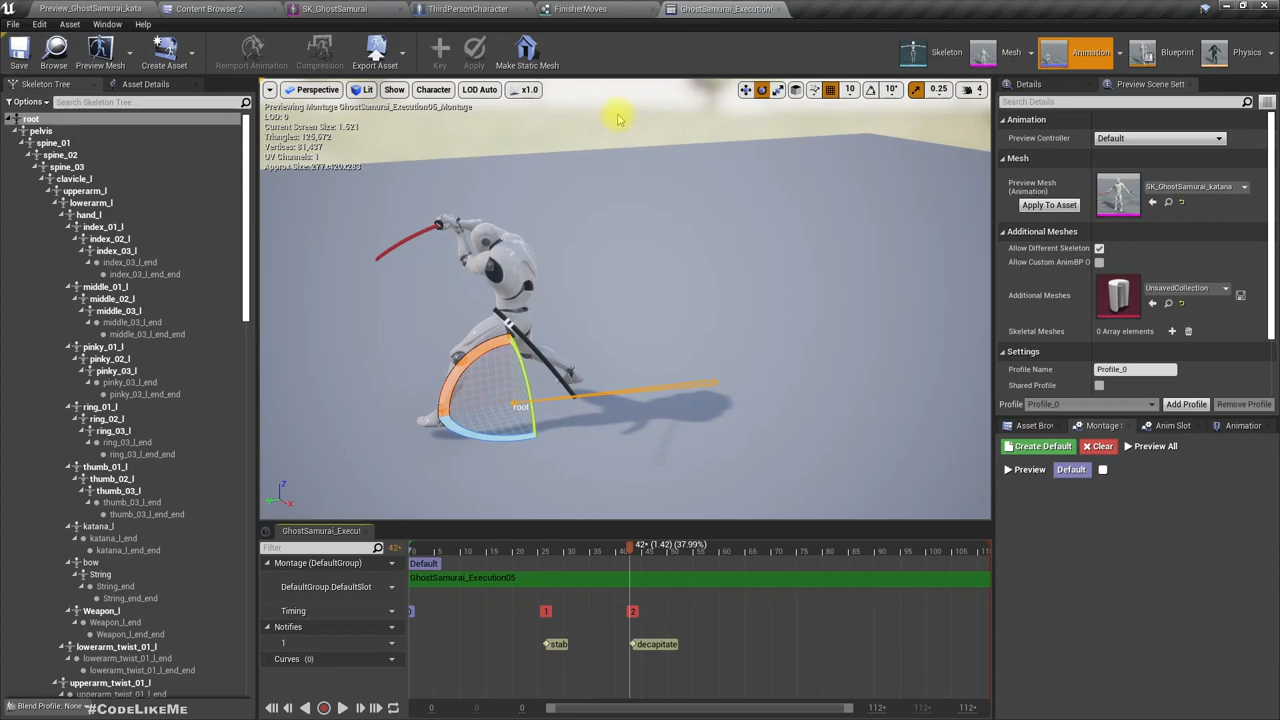 Preview_GhostSamurai_kata
Content Browser 2
SK_GhostSamurai
ThirdPersonCharacter
FinisherMoves
GhostSamurai_Execution
File
Edit
Asset
Window
Help
Save
Browse
Preview Mesh
Create Asset
Reimport Animation
Compression
Export Asset
Key
Apply
Make Static Mesh
Skeleton
Mesh
Animation
Blueprint
Physics
Skeleton Tree
Asset Details
Options
Search Skeleton Tree...
root
pelvis
spine_01
spine_02
spine_03
clavicle_l
upperarm_l
lowerarm_l
hand_l
index_01_l
index_02_l
index_03_l
index_03_l_end
index_03_l_end_end
middle_01_l
middle_02_l
middle_03_l
middle_03_l_end
middle_03_l_end_end
pinky_01_l
pinky_02_l
pinky_03_l
pinky_03_l_end
pinky_03_l_end_end
ring_01_l
ring_02_l
ring_03_l
ring_03_l_end
ring_03_l_end_end
thumb_01_l
thumb_02_l
thumb_03_l
thumb_03_l_end
thumb_03_l_end_end
katana_l
katana_l_end
katana_l_end_end
bow
String
String_end
String_end_end
Weapon_l
Weapon_l_end
Weapon_l_end_end
lowerarm_twist_01_l
lowerarm_twist_01_l_end
lowerarm_twist_01_l_end_end
upperarm_twist_01_l
upperarm_twist_01_l_end
Blend Profile: None
#CodeLikeMe
Perspective
Lit
Show
Character
LOD Auto
x1.0
10
10°
0.25
4
Previewing Montage GhostSamurai_Execution05_Montage
LOD: 0
Current Screen Size: 1.521
Triangles: 125,572
Vertices: 81,437
UV Channels: 1
Approx Size: 277x420x283
root
Z
X
GhostSamurai_Execut
Filter
42*
0 5 10 15 20 25 30 35 40 45 50 55 60 65 70 75 80 85 90 95 100 105 11
42* (1.42) (37.99%)
Montage (DefaultGroup)
Default
DefaultGroup.DefaultSlot
GhostSamurai_Execution05
Timing
1
2
Notifies
1
stab
decapitate
Curves (0)
0
0
0
112*
112*
112*
Details
Preview Scene Sett
Search Details
Animation
Preview Controller
Default
Mesh
Preview Mesh
(Animation)
Apply To Asset
SK_GhostSamurai_katana
Additional Meshes
Allow Different Skeleton
Allow Custom AnimBP O
Additional Meshes
UnsavedCollection
Skeletal Meshes
0 Array elements
Settings
Profile Name
Profile_0
Shared Profile
Profile
Profile_0
Add Profile
Remove Profile
Asset Brow
Montage
Anim Slot
Animation
Create Default
Clear
Preview All
Preview
Default